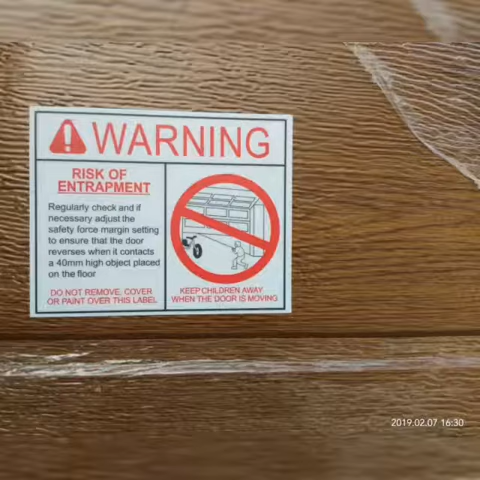 WARNING
RISK OF
ENTRAPMENT
Regularly check and if
necessary adjust the
safety force margin setting
to ensure that the door
reverses when it contacts
a 40mm high object placed
on the floor
DO NOT REMOVE, COVER
OR PAINT OVER THIS LABEL
KEEP CHILDREN AWAY
WHEN THE DOOR IS MOVING
2019.02.07 16:30